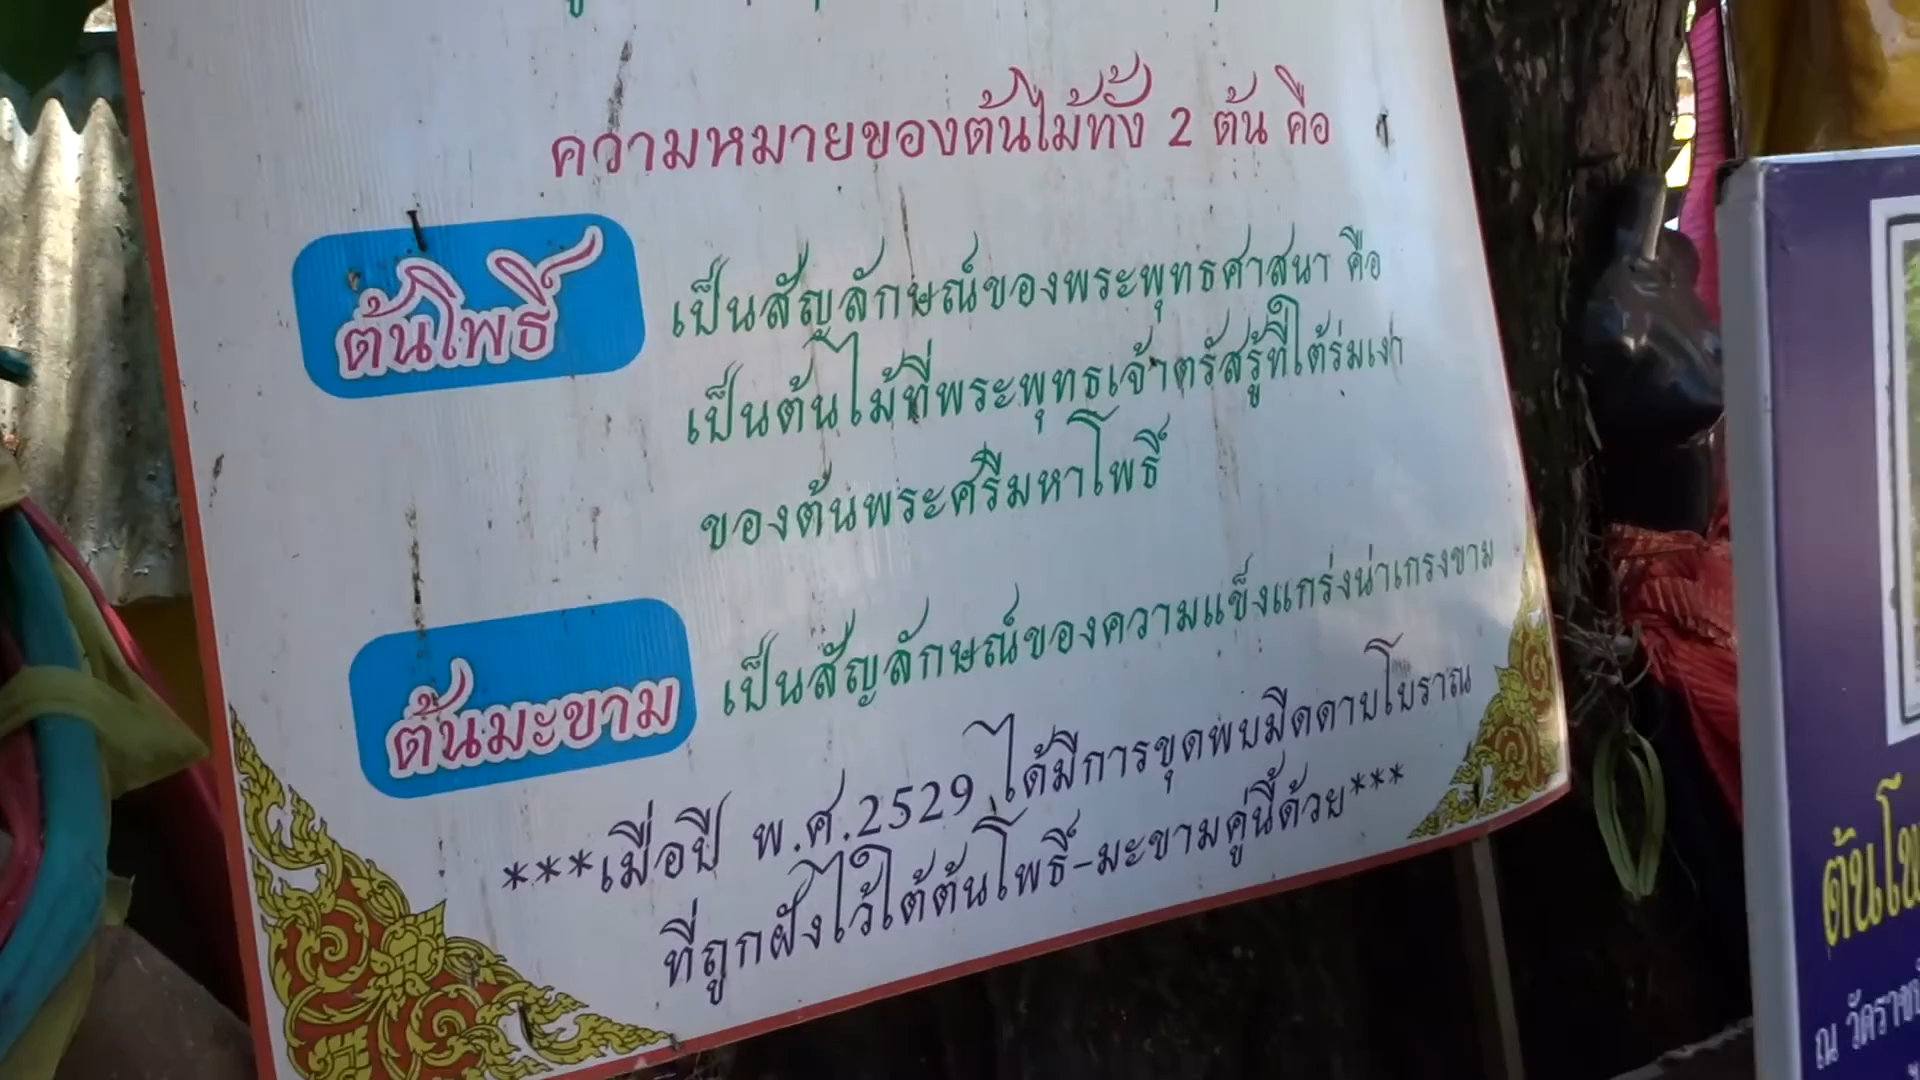 ความหมายของต้นไม้ทั้ง 2 ต้น คือ
ต้นโพธิ์
เป็นสัญลักษณ์ของพระพุทธศาสนา คือ
เป็นต้นไม้ที่พระพุทธเจ้าตรัสรู้ที่ใต้ร่มเงา
ของต้นพระศรีมหาโพธิ์
ต้นมะขาม
เป็นสัญลักษณ์ของความแข็งแกร่งน่าเกรงขาม
***เมื่อปี พ.ศ.2529 ได้มีการขุดพบมีดดาบโบราณ
ที่ถูกฝังไว้ใต้ต้นโพธิ์-มะขามคู่นี้ด้วย***
ณ